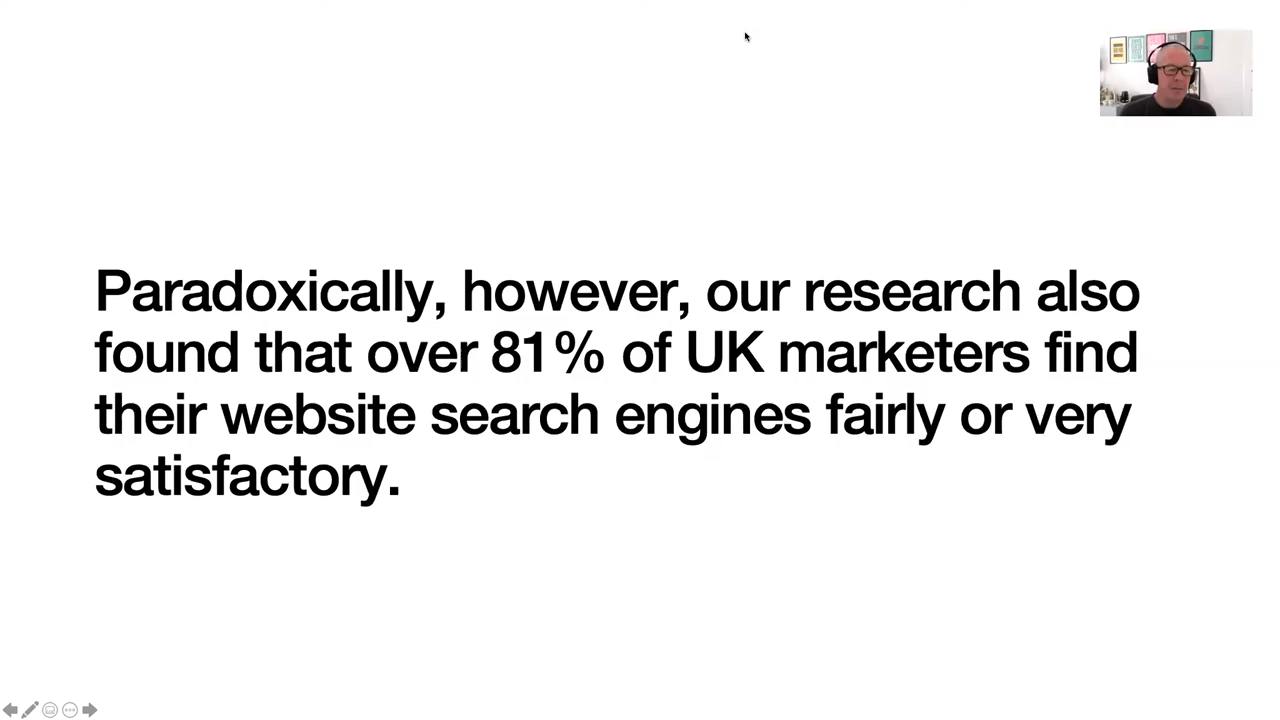 Paradoxically, however, our research also
found that over 81% of UK marketers find
their website search engines fairly or very
satisfactory.